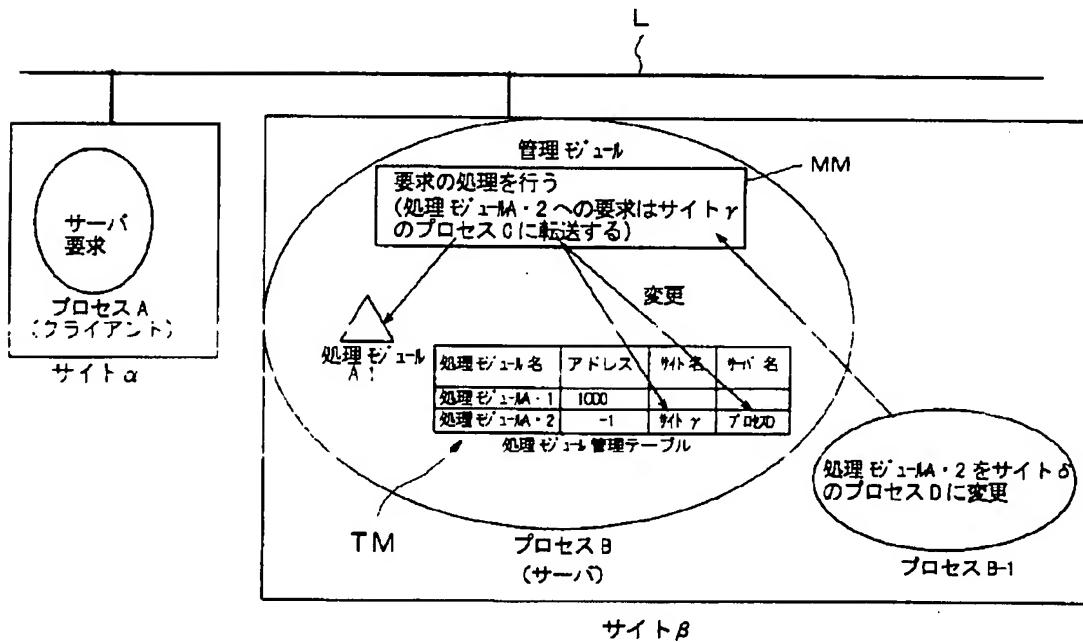 L
管理モジュール
MM
要求の処理を行う
(処理モジュールA・2への要求はサイトγ
のプロセスCに転送する)
サーバ
要求
プロセスA
(クライアント)
サイトα
変更
処理モジュール
A 1
処理モジュール名 アドレス サイト名 サーバ名
処理モジュールA・1 1000
処理モジュールA・2 -1 サイトγ プロセスD
処理モジュール管理テーブル
TM
処理モジュールA・2をサイトδ
のプロセスDに変更
プロセスB
(サーバ)
プロセスB-1
サイトβ